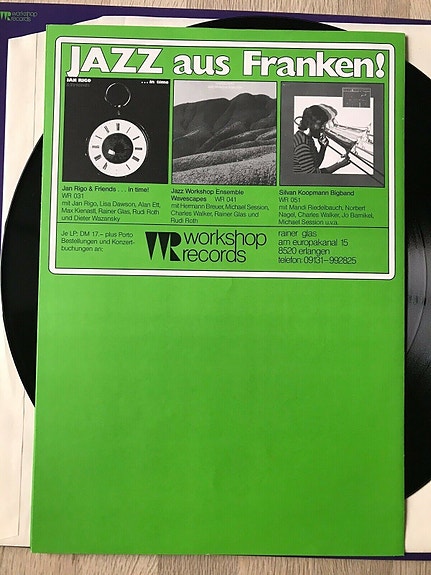 workshop
records
JAZZ aus Franken!
JAN RIGO
& friends
... in time
Jan Rigo & Friends ... in time!
WR 031
mit Jan Rigo, Lisa Dawson, Alan Ett,
Max Kienastl, Rainer Glas, Rudi Roth
und Dieter Wazansky
Jazz Workshop Ensemble
Wavescapes WR 041
mit Hermann Breuer, Michael Session,
Charles Walker, Rainer Glas und
Rudi Roth
Silvan Koopmann Bigband
WR 051
mit Mandi Riedelbauch, Norbert
Nagel, Charles Walker, Jo Barnikel,
Michael Session u.v.a.
Je LP: DM 17.– plus Porto
Bestellungen und Konzert-
buchungen an:
WR workshop
records
rainer glas
am europakanal 15
8520 erlangen
telefon: 09131–992825